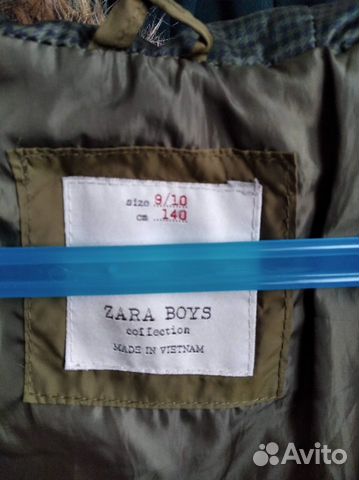 size 9/10
cm 140
ZARA BOYS
collection
MADE IN VIETNAM
Avito